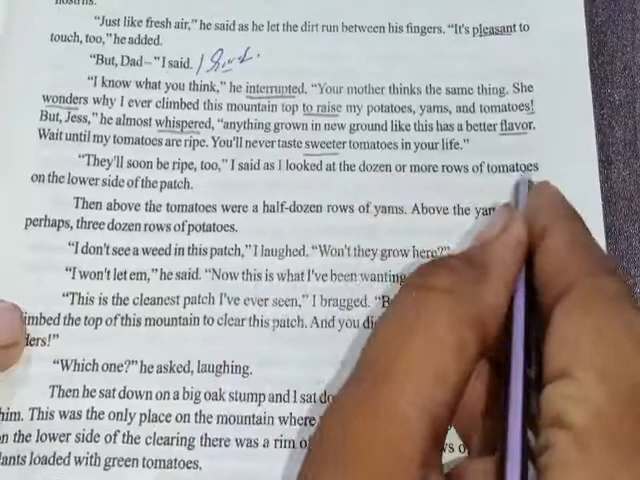 "Just like fresh air," he said as he let the dirt run between his fingers. "It's pleasant to
touch, too," he added.
"But, Dad–" I said.
"I know what you think," he interrupted. "Your mother thinks the same thing. She
wonders why I ever climbed this mountain top to raise my potatoes, yams, and tomatoes!
But, Jess," he almost whispered, "anything grown in new ground like this has a better flavor.
Wait until my tomatoes are ripe. You'll never taste sweeter tomatoes in your life."
"They'll soon be ripe, too," I said as I looked at the dozen or more rows of tomatoes
on the lower side of the patch.
Then above the tomatoes were a half-dozen rows of yams. Above the yam
perhaps, three dozen rows of potatoes.
"I don't see a weed in this patch," I laughed. "Won't they grow here?"
"I won't let em," he said. "Now this is what I've been wanting
"This is the cleanest patch I've ever seen," I bragged. "B
imbed the top of this mountain to clear this patch. And you di
ders!"
"Which one?" he asked, laughing.
Then he sat down on a big oak stump and I sat do
him. This was the only place on the mountain where
n the lower side of the clearing there was a rim of
ws o
lants loaded with green tomatoes.